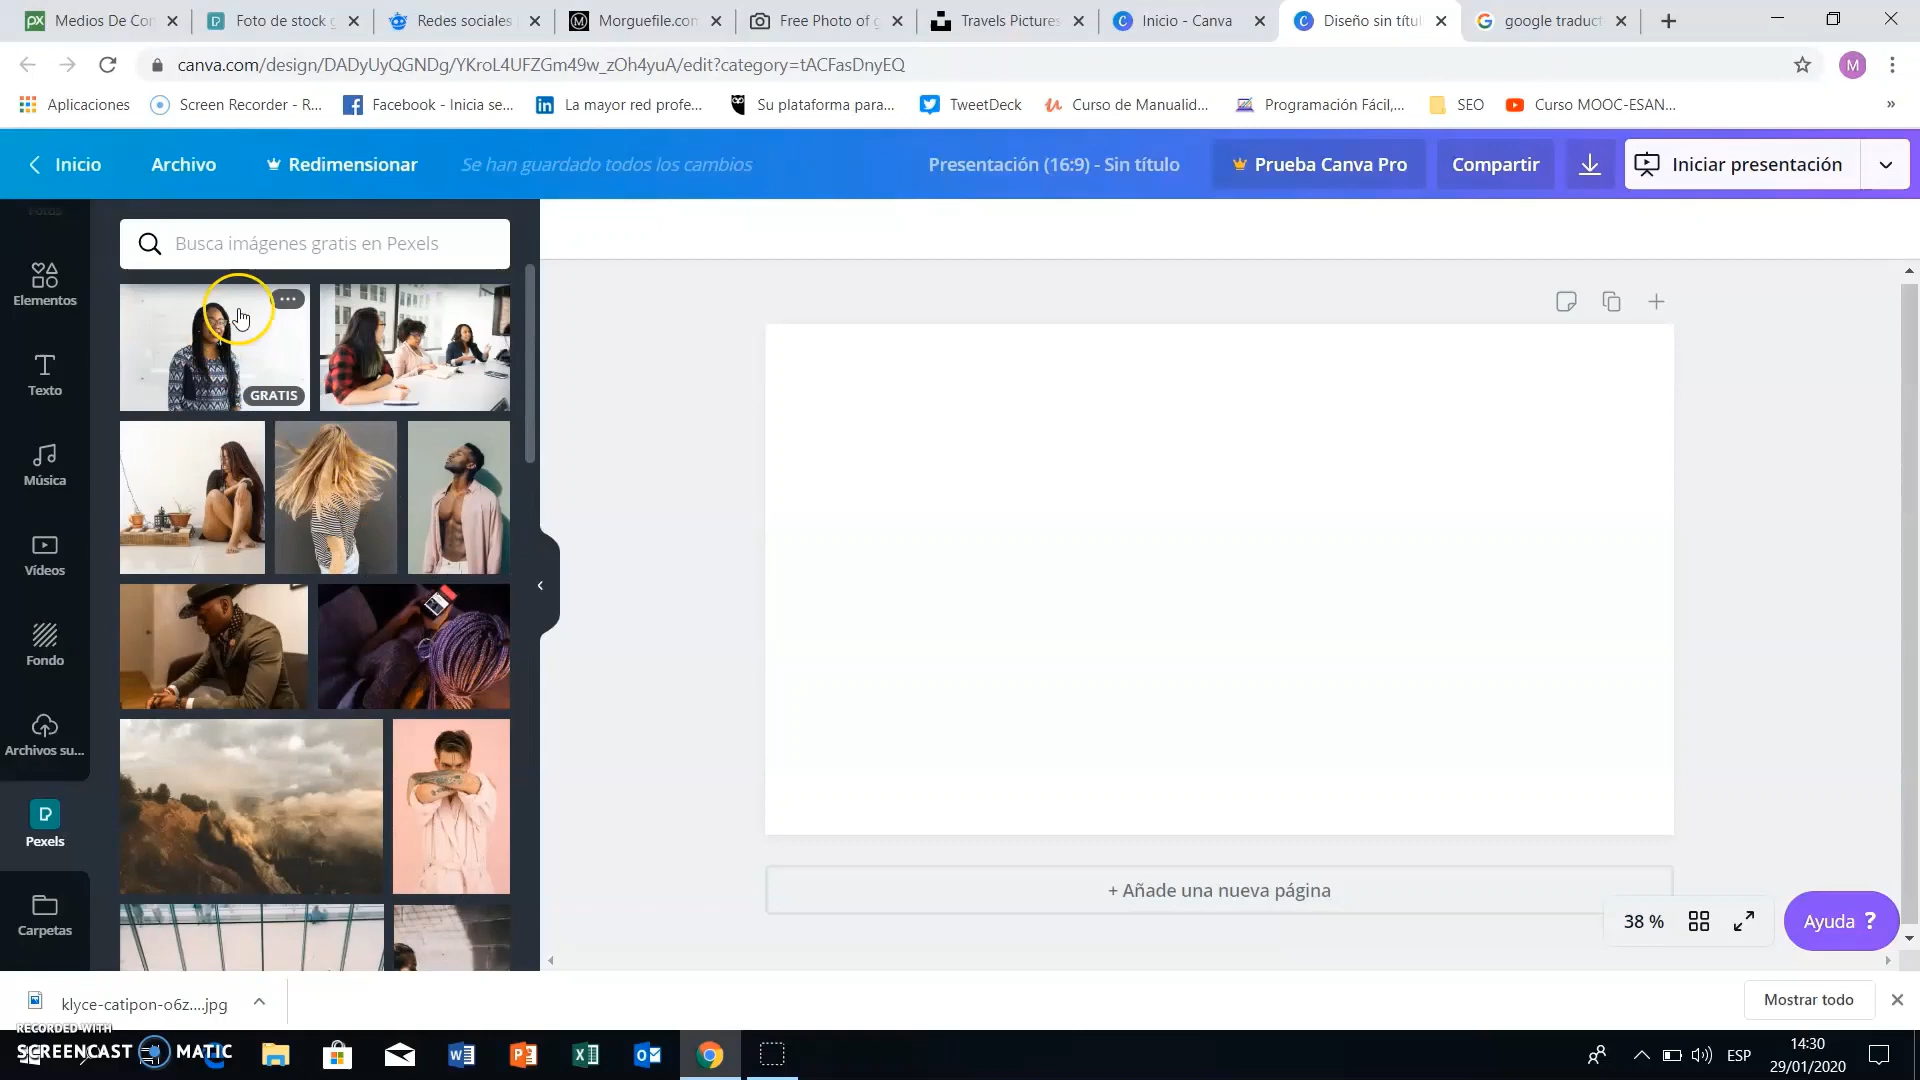 Medios De Con
Foto de stock g
Redes sociales
Morguefile.con
Free Photo of g
Travels Pictures
Inicio - Canva
Diseño sin títu
google traduct
canva.com/design/DADyUyQGNDg/YKroL4UFZGm49w_zOh4yuA/edit?category=tACFasDnyEQ
M
Aplicaciones
Screen Recorder - R...
Facebook - Inicia se...
La mayor red profe...
Su plataforma para...
TweetDeck
Curso de Manualid...
Programación Fácil,...
SEO
Curso MOOC-ESAN...
»
Inicio
Archivo
Redimensionar
Se han guardado todos los cambios
Presentación (16:9) - Sin título
Prueba Canva Pro
Compartir
Iniciar presentación
Fotos
Busca imágenes gratis en Pexels
Elementos
GRATIS
Texto
Música
Vídeos
Fondo
Archivos su...
Pexels
Carpetas
+ Añade una nueva página
38 %
Ayuda ?
klyce-catipon-o6z....jpg
Mostrar todo
RECORDED WITH
SCREENCAST MATIC
ESP
14:30
29/01/2020